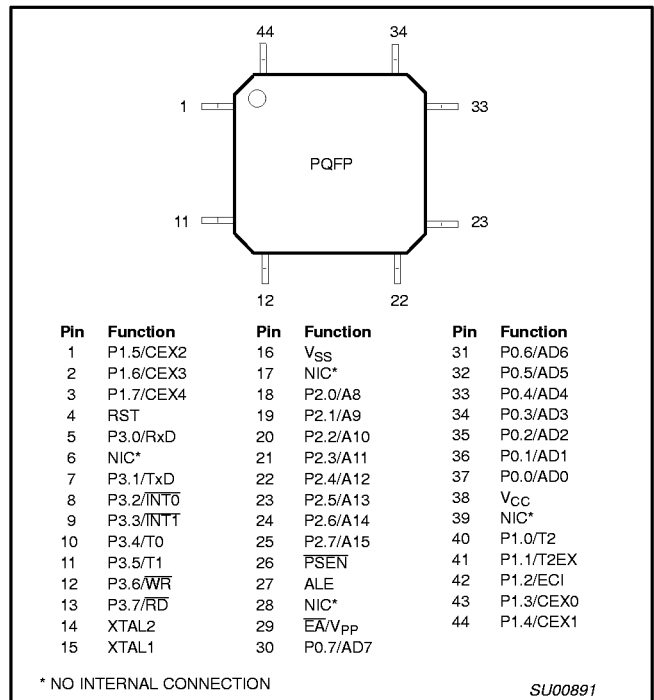 44 34
1 33
PQFP
11 23
12 22
Pin Function Pin Function Pin Function
1 P1.5/CEX2 16 VSS 31 P0.6/AD6
2 P1.6/CEX3 17 NIC* 32 P0.5/AD5
3 P1.7/CEX4 18 P2.0/A8 33 P0.4/AD4
4 RST 19 P2.1/A9 34 P0.3/AD3
5 P3.0/RxD 20 P2.2/A10 35 P0.2/AD2
6 NIC* 21 P2.3/A11 36 P0.1/AD1
7 P3.1/TxD 22 P2.4/A12 37 P0.0/AD0
8 P3.2/INT0 23 P2.5/A13 38 VCC
9 P3.3/INT1 24 P2.6/A14 39 NIC*
10 P3.4/T0 25 P2.7/A15 40 P1.0/T2
11 P3.5/T1 26 PSEN 41 P1.1/T2EX
12 P3.6/WR 27 ALE 42 P1.2/ECI
13 P3.7/RD 28 NIC* 43 P1.3/CEX0
14 XTAL2 29 EA/VPP 44 P1.4/CEX1
15 XTAL1 30 P0.7/AD7
* NO INTERNAL CONNECTION
SU00891